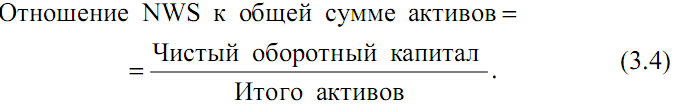 Отношение NWS к общей сумме активов =
= Чистый оборотный капитал
Итого активов . (3.4)